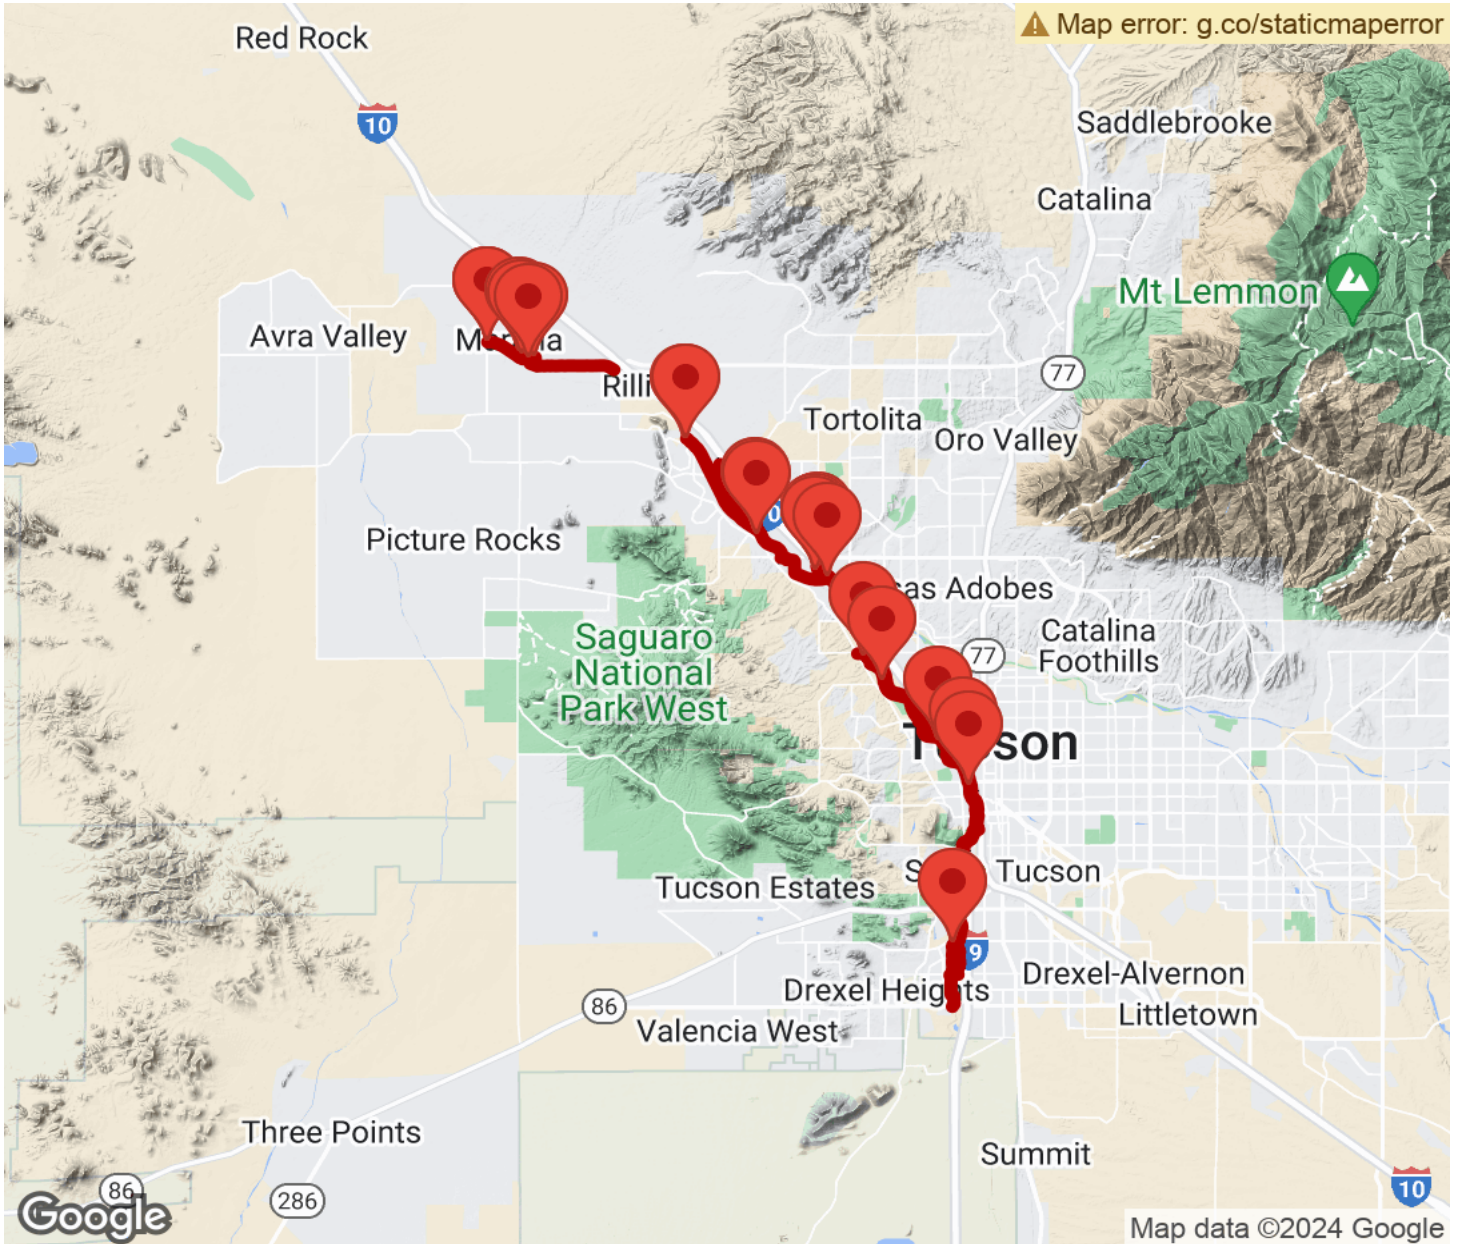 Map error: g.co/staticmaperror
Red Rock
10
Saddlebrooke
Catalina
Mt Lemmon
Avra Valley
77
Tortolita
Oro Valley
Picture Rocks
Catalina
Foothills
77
Saguaro
National
Park West
Tucson Estates
Tucson
Drexel-Alvernon
Drexel Heights
86
Littletown
Valencia West
Three Points
Summit
86
286
10
Google
Map data ©2024 Google